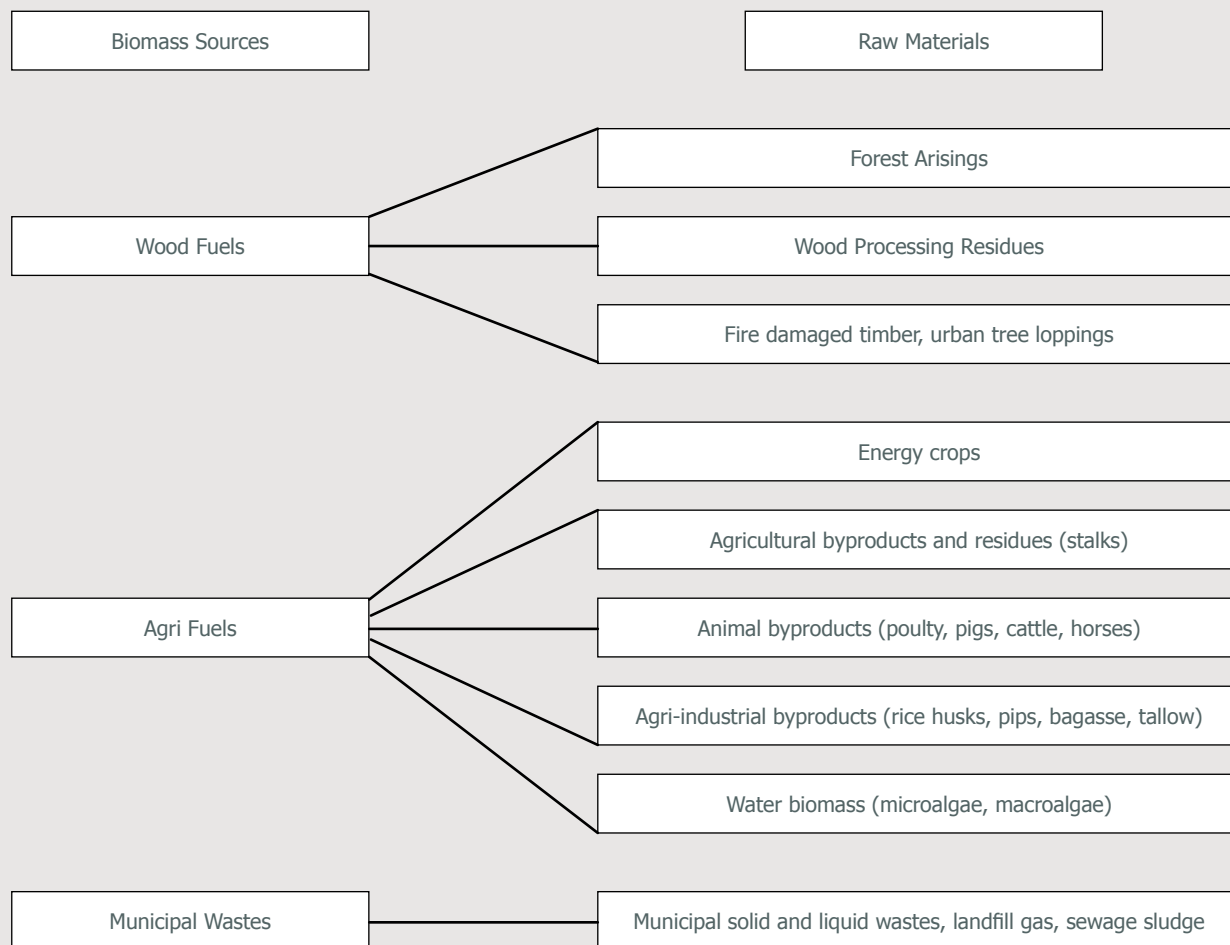 Biomass Sources
Raw Materials
Forest Arisings
Wood Fuels
Wood Processing Residues
Fire damaged timber, urban tree loppings
Energy crops
Agricultural byproducts and residues (stalks)
Agri Fuels
Animal byproducts (poulty, pigs, cattle, horses)
Agri-industrial byproducts (rice husks, pips, bagasse, tallow)
Water biomass (microalgae, macroalgae)
Municipal Wastes
Municipal solid and liquid wastes, landfill gas, sewage sludge